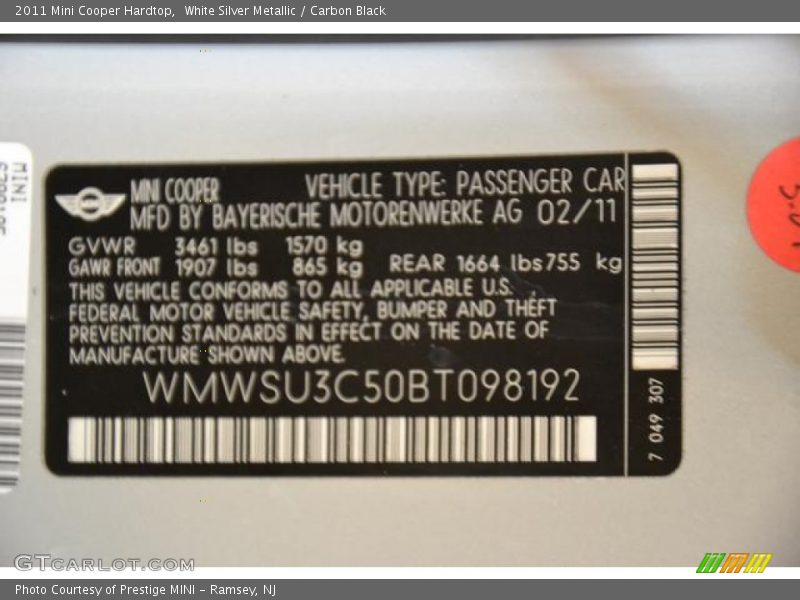 2011 Mini Cooper Hardtop,  White Silver Metallic / Carbon Black
MINI
MINI COOPER VEHICLE TYPE: PASSENGER CAR
MFD BY BAYERISCHE MOTORENWERKE AG 02/11
GVWR 3461 lbs 1570 kg
GAWR FRONT 1907 lbs 865 kg REAR 1664 lbs 755 kg
THIS VEHICLE CONFORMS TO ALL APPLICABLE U.S.
FEDERAL MOTOR VEHICLE SAFETY, BUMPER AND THEFT
PREVENTION STANDARDS IN EFFECT ON THE DATE OF
MANUFACTURE SHOWN ABOVE.
WMWSU3C50BT098192
7 049 307
GTCARLOT.COM
Photo Courtesy of Prestige MINI - Ramsey, NJ